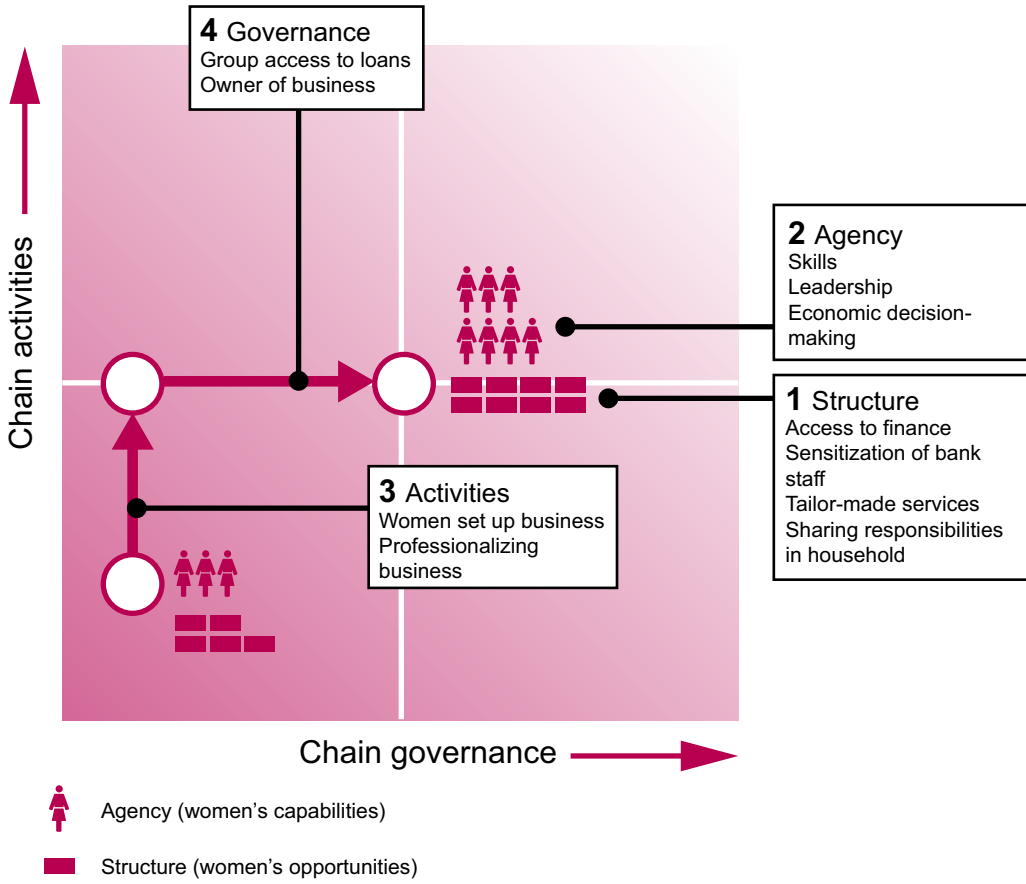 4 Governance
Group access to loans
Owner of business
Chain activities
2 Agency
Skills
Leadership
Economic decision-
making
1 Structure
Access to finance
Sensitization of bank
staff
Tailor-made services
Sharing responsibilities
in household
3 Activities
Women set up business
Professionalizing
business
Chain governance
Agency (women’s capabilities)
Structure (women’s opportunities)